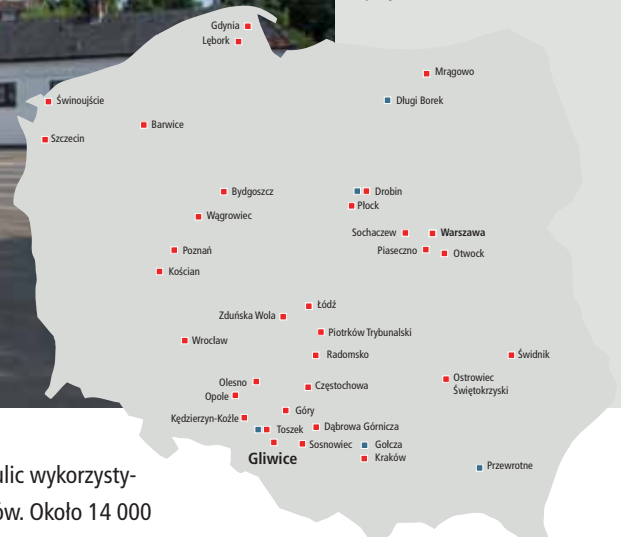 Gdynia
Lębork
Mrągowo
Świnoujście
Długi Borek
Barwice
Szczecin
Bydgoszcz
Drobin
Płock
Wągrowiec
Sochaczew
Warszawa
Poznań
Piaseczno
Otwock
Kościan
Łódź
Zduńska Wola
Piotrków Trybunalski
Wrocław
Radomsko
Świdnik
Olesno
Częstochowa
Ostrowiec
Świętokrzyski
Opole
Góry
Kędzierzyn-Koźle
Toszek
Dąbrowa Górnicza
Sosnowiec
Gołcza
Gliwice
Kraków
Przewrotne
ulic wykorzysty-
ów. Około 14 000